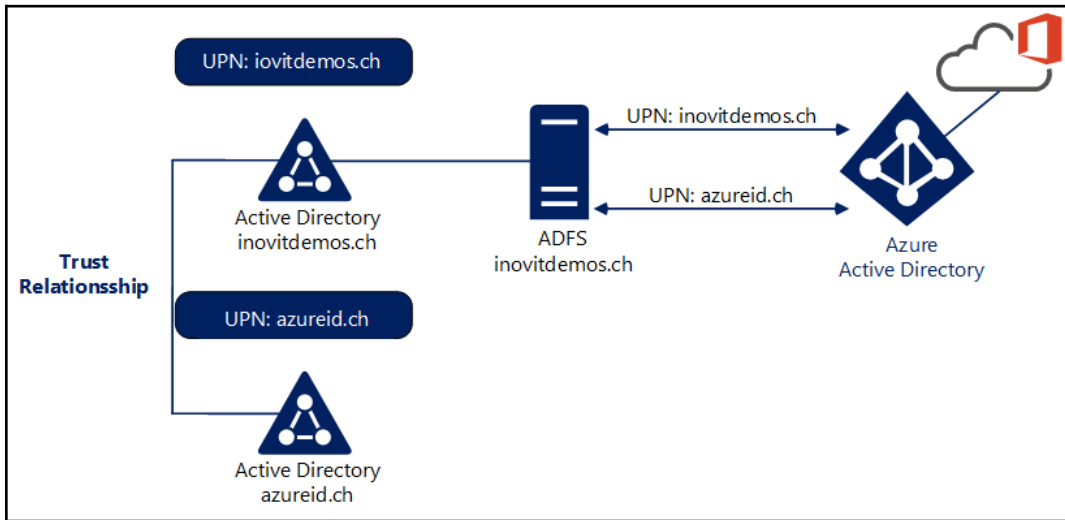 UPN: iovitdemos.ch
UPN: inovitdemos.ch
Active Directory
inovitdemos.ch
UPN: azureid.ch
ADFS
inovitdemos.ch
Azure
Active Directory
Trust
Relationsship
UPN: azureid.ch
Active Directory
azureid.ch